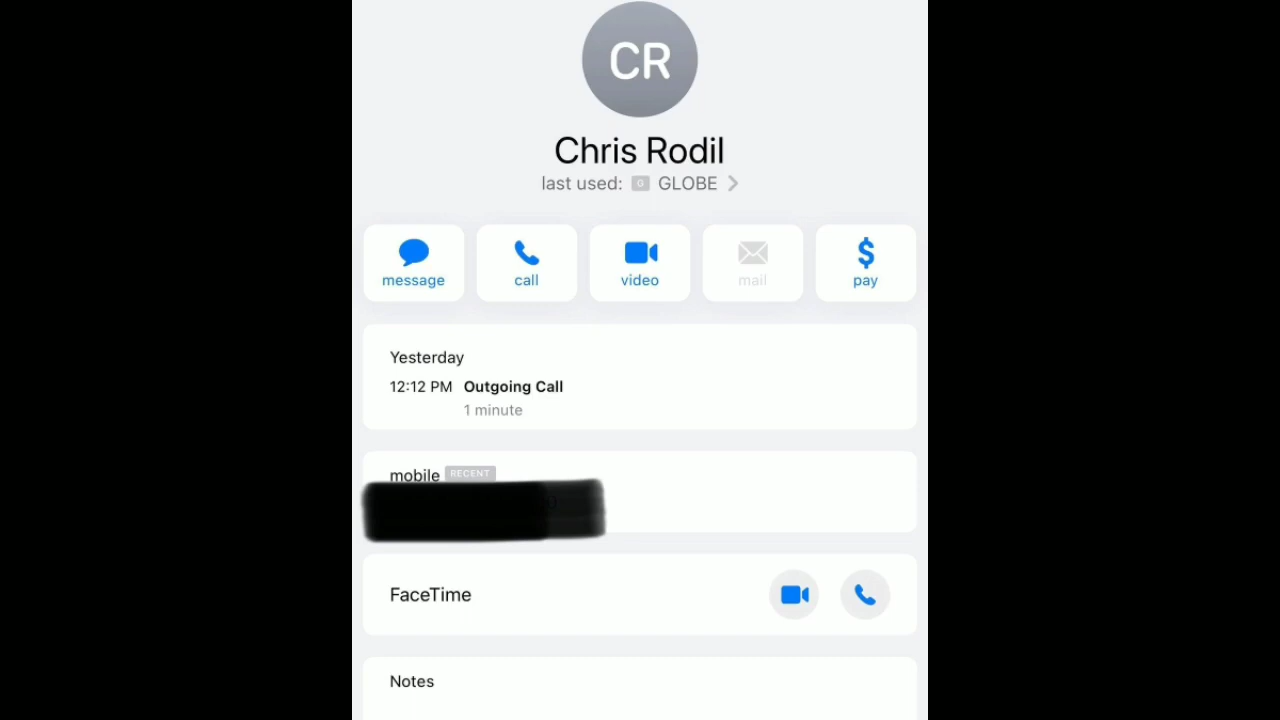 CR
Chris Rodil
last used: G GLOBE
message call video mail pay
Yesterday
12:12 PM Outgoing Call
1 minute
mobile RECENT
FaceTime
Notes